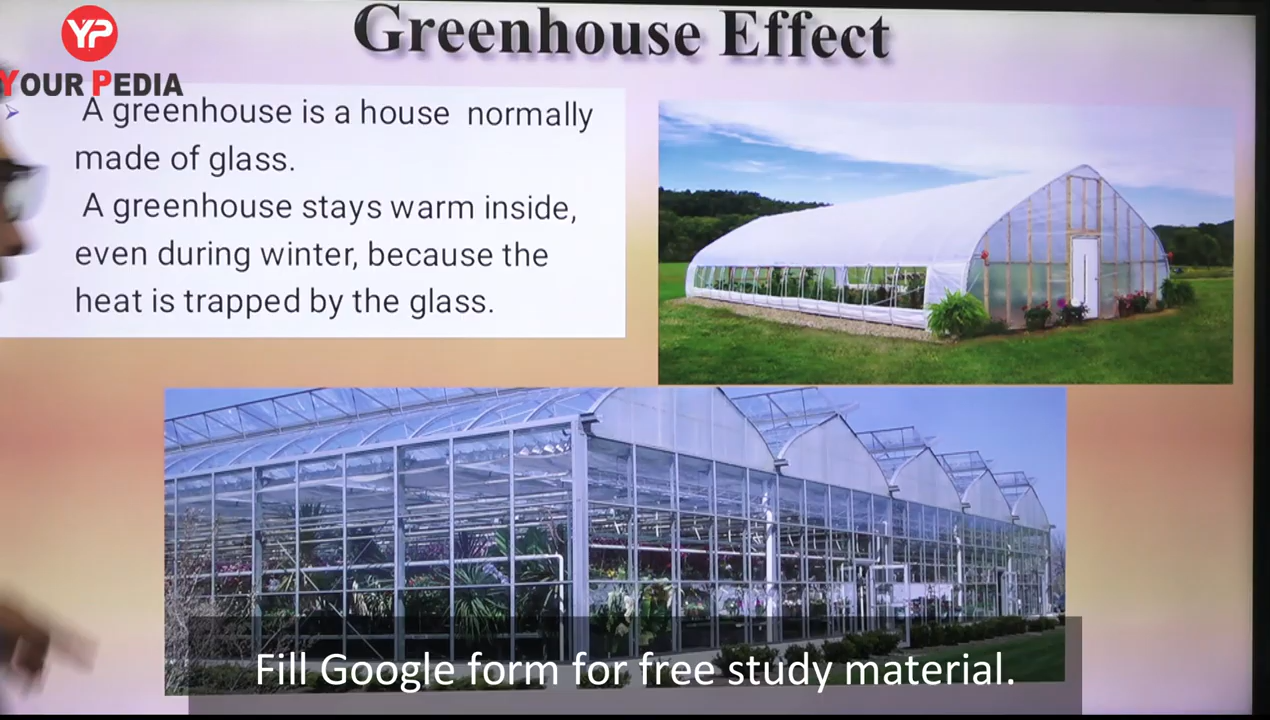 Greenhouse Effect
YP
YOUR PEDIA
A greenhouse is a house normally
made of glass.
A greenhouse stays warm inside,
even during winter, because the
heat is trapped by the glass.
Fill Google form for free study material.